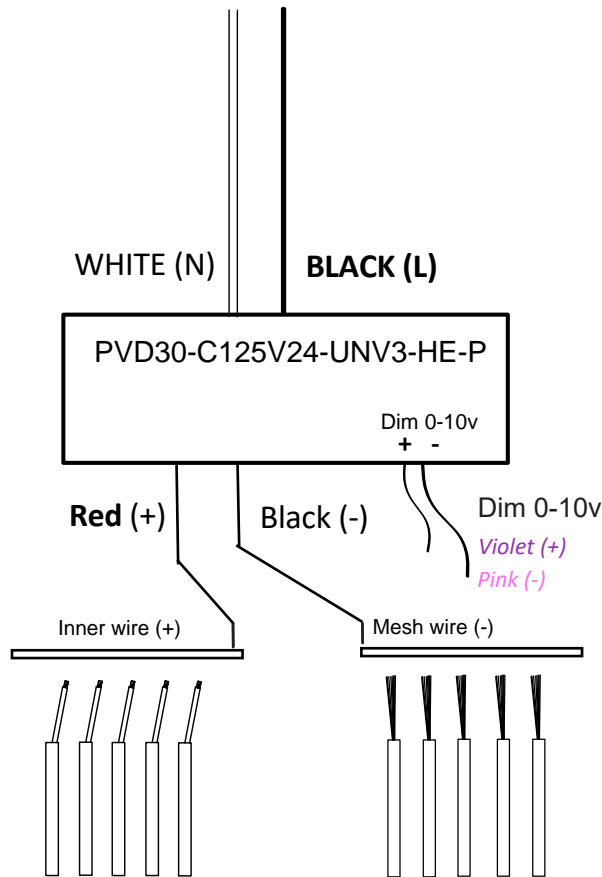 WHITE (N)
BLACK (L)
PVD30-C125V24-UNV3-HE-P
Dim 0-10v
+ -
Red (+)
Black (-)
Dim 0-10v
Violet (+)
Pink (-)
Inner wire (+)
Mesh wire (-)